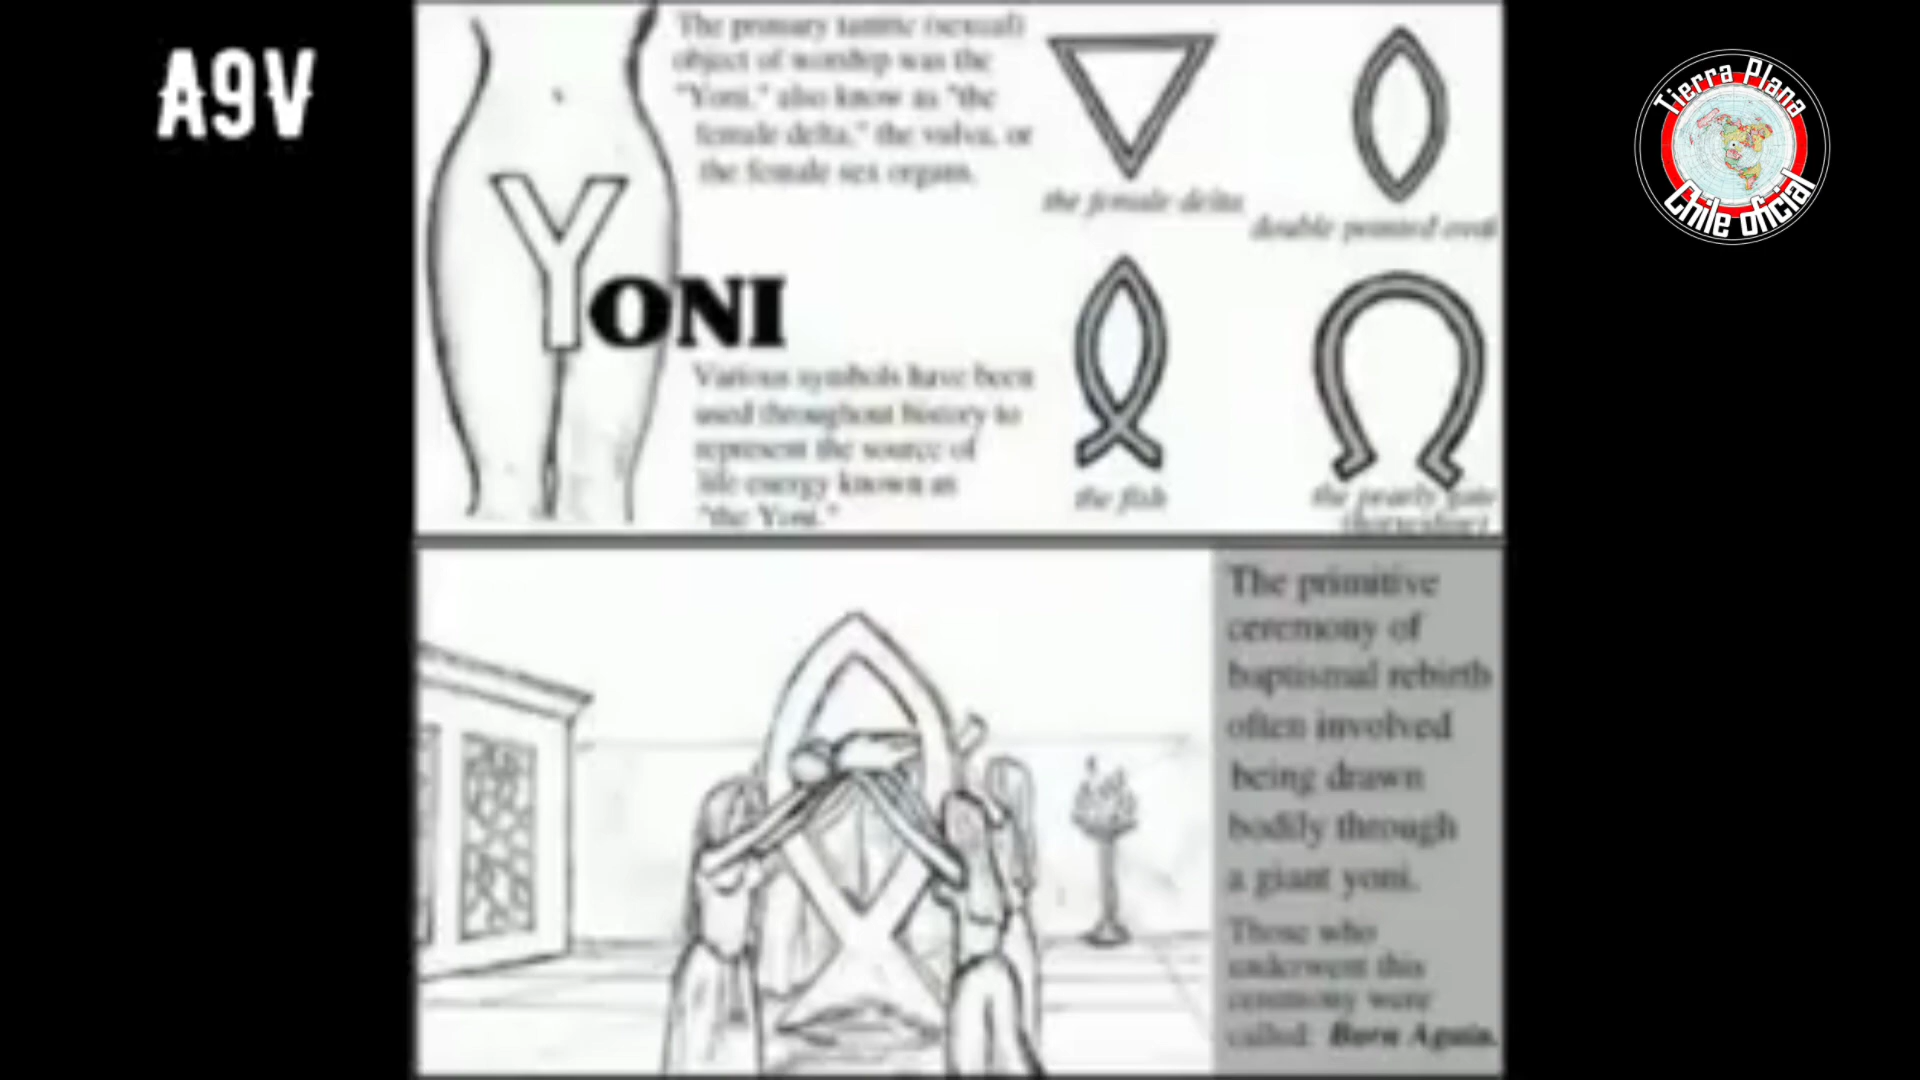 A9V
The primary tantric (sexual)
object of worship was the
"Yoni," also know as "the
female delta," the vulva, or
the female sex organs.
YONI
Various symbols have been
used throughout history to
represent the source of
life energy known as
"the Yoni."
the female delta
double pointed oval
the fish
the pearly gate
(horseshoe)
Tierra Plana
Chile oficial
The primitive
ceremony of
baptismal rebirth
often involved
being drawn
bodily through
a giant yoni.
Those who
underwent this
ceremony were
called: Born Again.